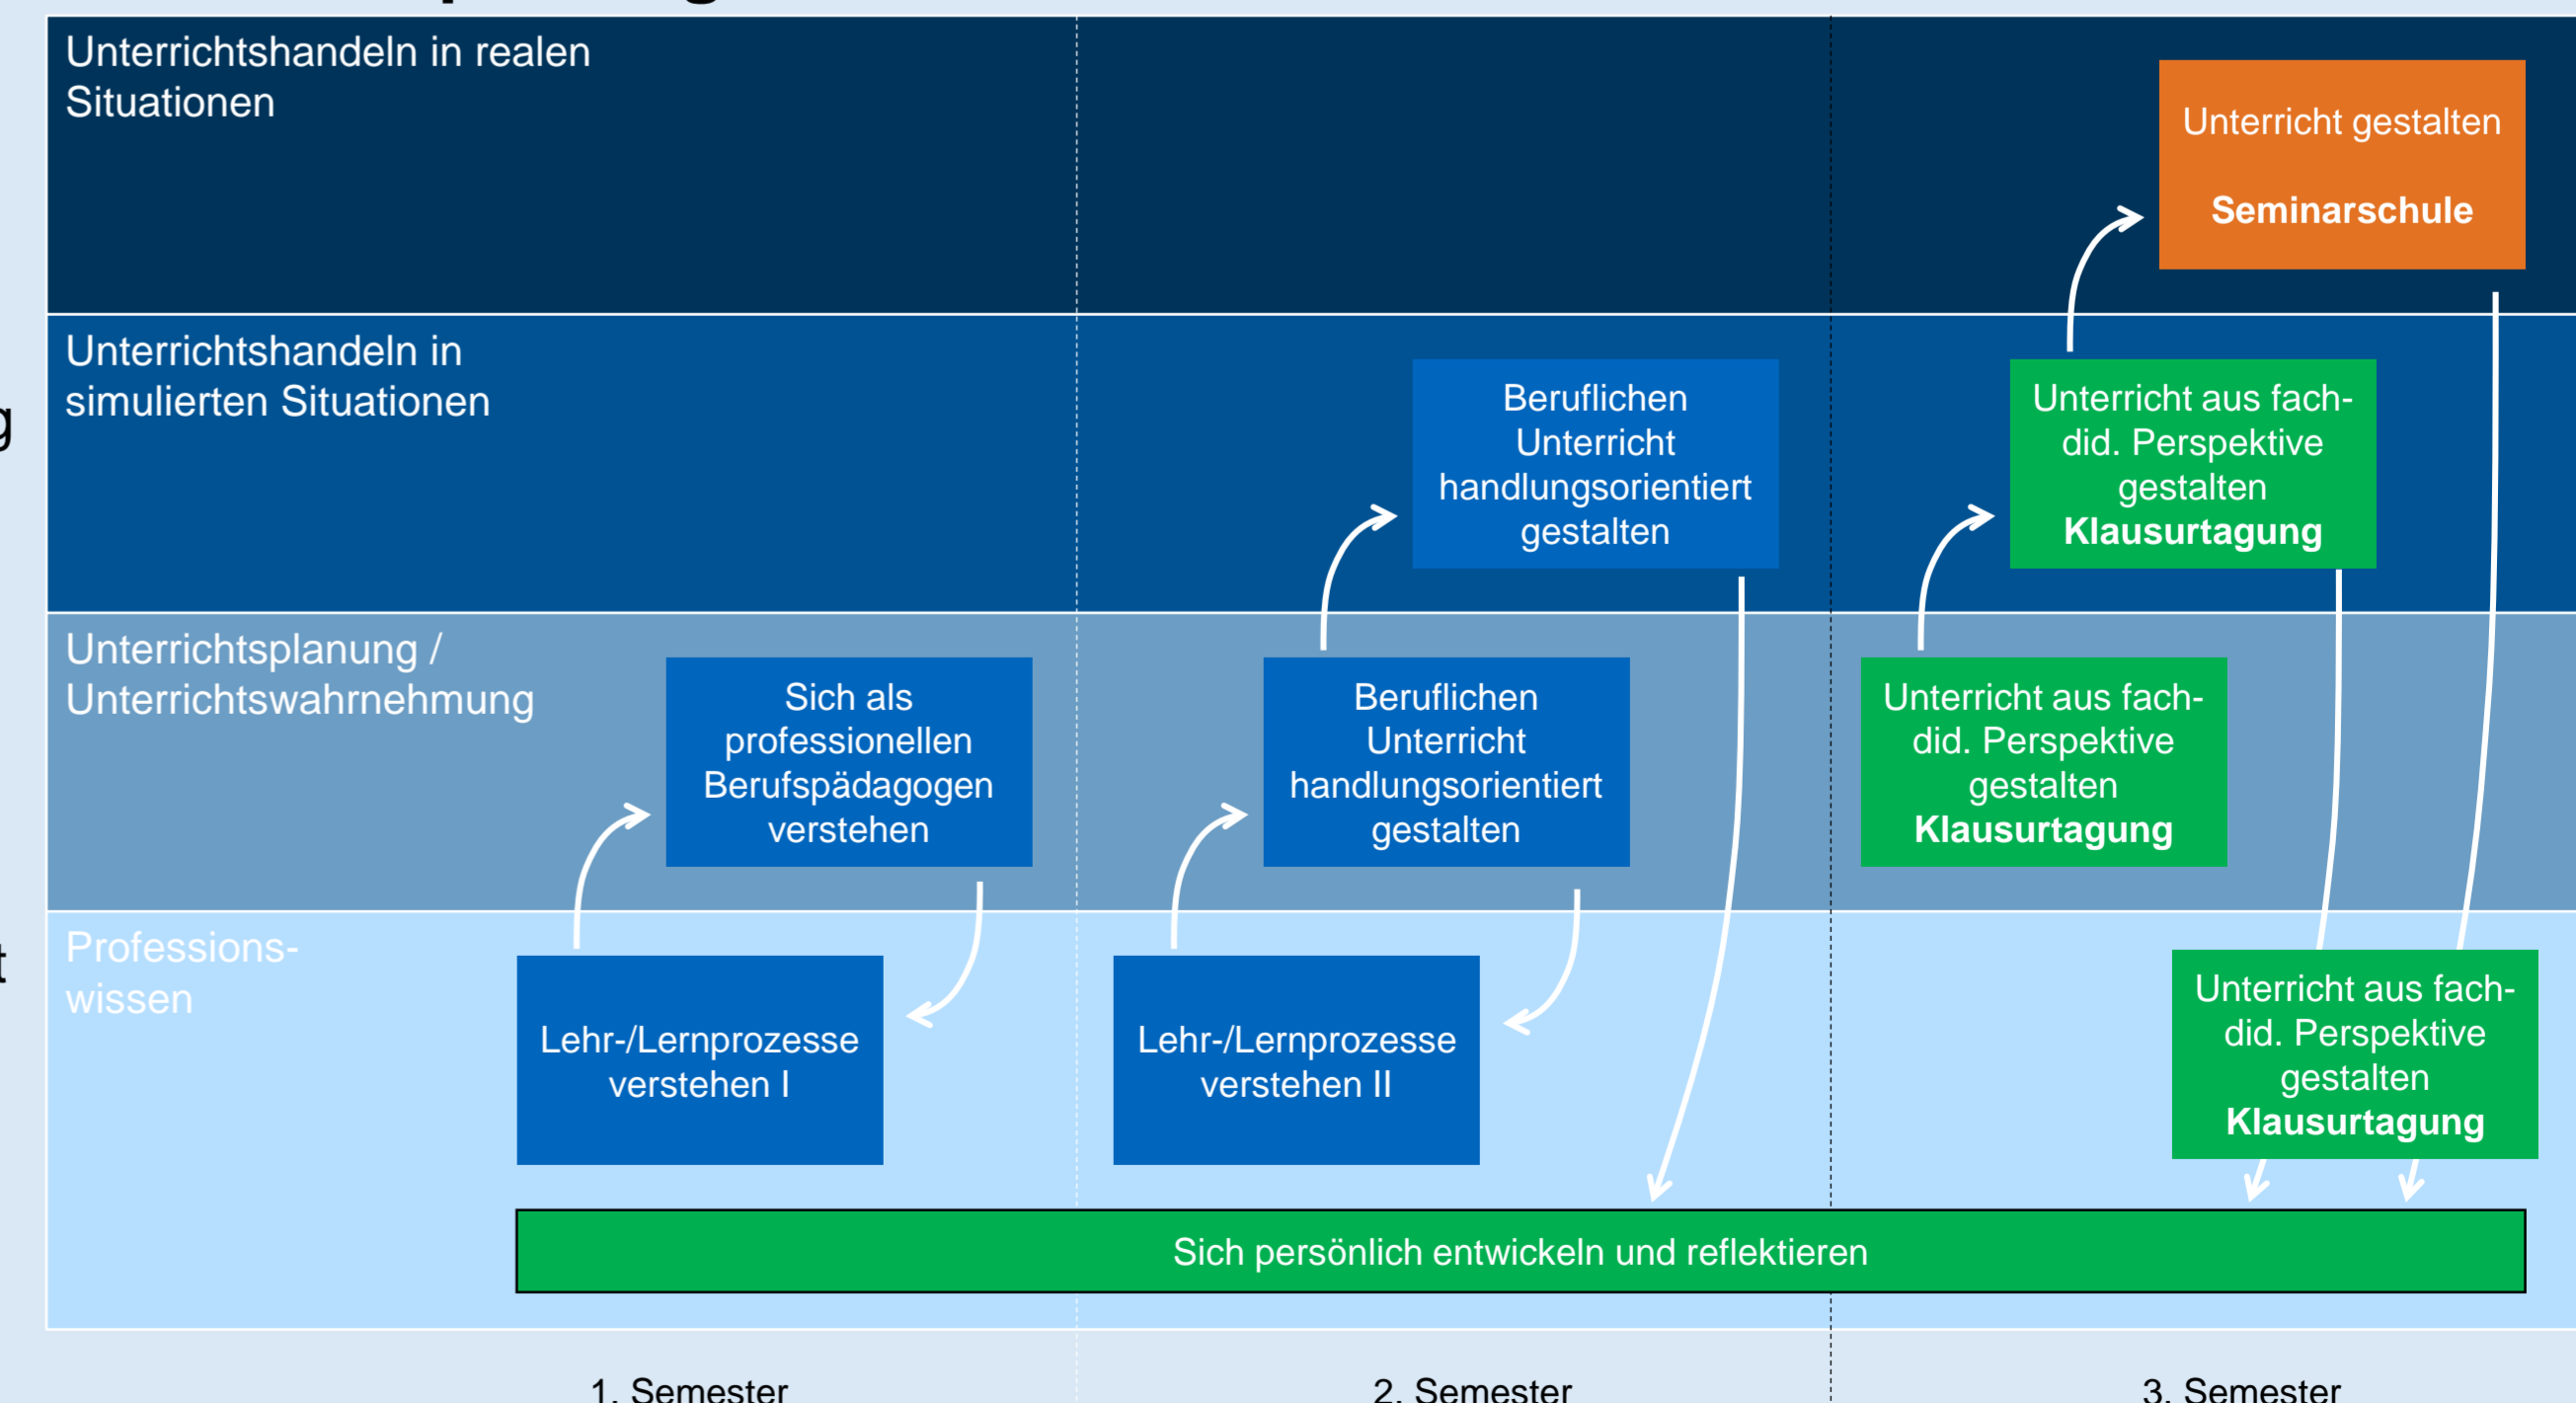 Unterrichtshandeln in realen
Situationen
Unterricht gestalten
Seminarschule
Unterrichtshandeln in
simulierten Situationen
Beruflichen
Unterricht
handlungsorientiert
gestalten
Unterricht aus fach-
did. Perspektive
gestalten
Klausurtagung
Unterrichtsplanung /
Unterrichtswahrnehmung
Sich als
professionellen
Berufspädagogen
verstehen
Beruflichen
Unterricht
handlungsorientiert
gestalten
Unterricht aus fach-
did. Perspektive
gestalten
Klausurtagung
Professions-
wissen
Lehr-/Lernprozesse
verstehen I
Lehr-/Lernprozesse
verstehen II
Unterricht aus fach-
did. Perspektive
gestalten
Klausurtagung
Sich persönlich entwickeln und reflektieren
1. Semester
2. Semester
3. Semester